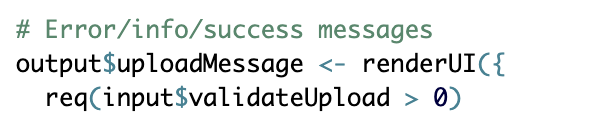 # Error/info/success messages
output$uploadMessage <- renderUI({
  req(input$validateUpload > 0)